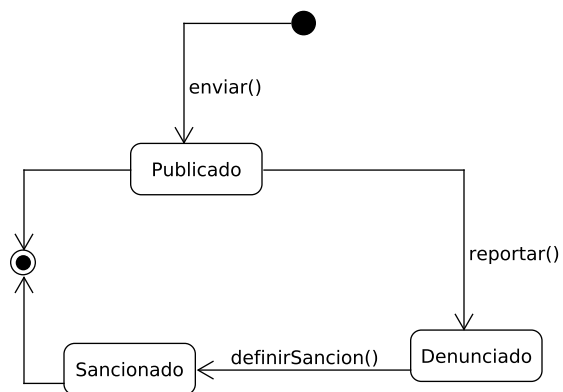 enviar()
Publicado
reportar()
definirSancion()
Denunciado
Sancionado